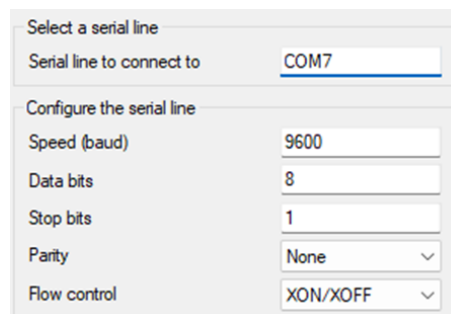 Select a serial line
Serial line to connect to COM7
Configure the serial line
Speed (baud) 9600
Data bits 8
Stop bits 1
Parity None
Flow control XON/XOFF